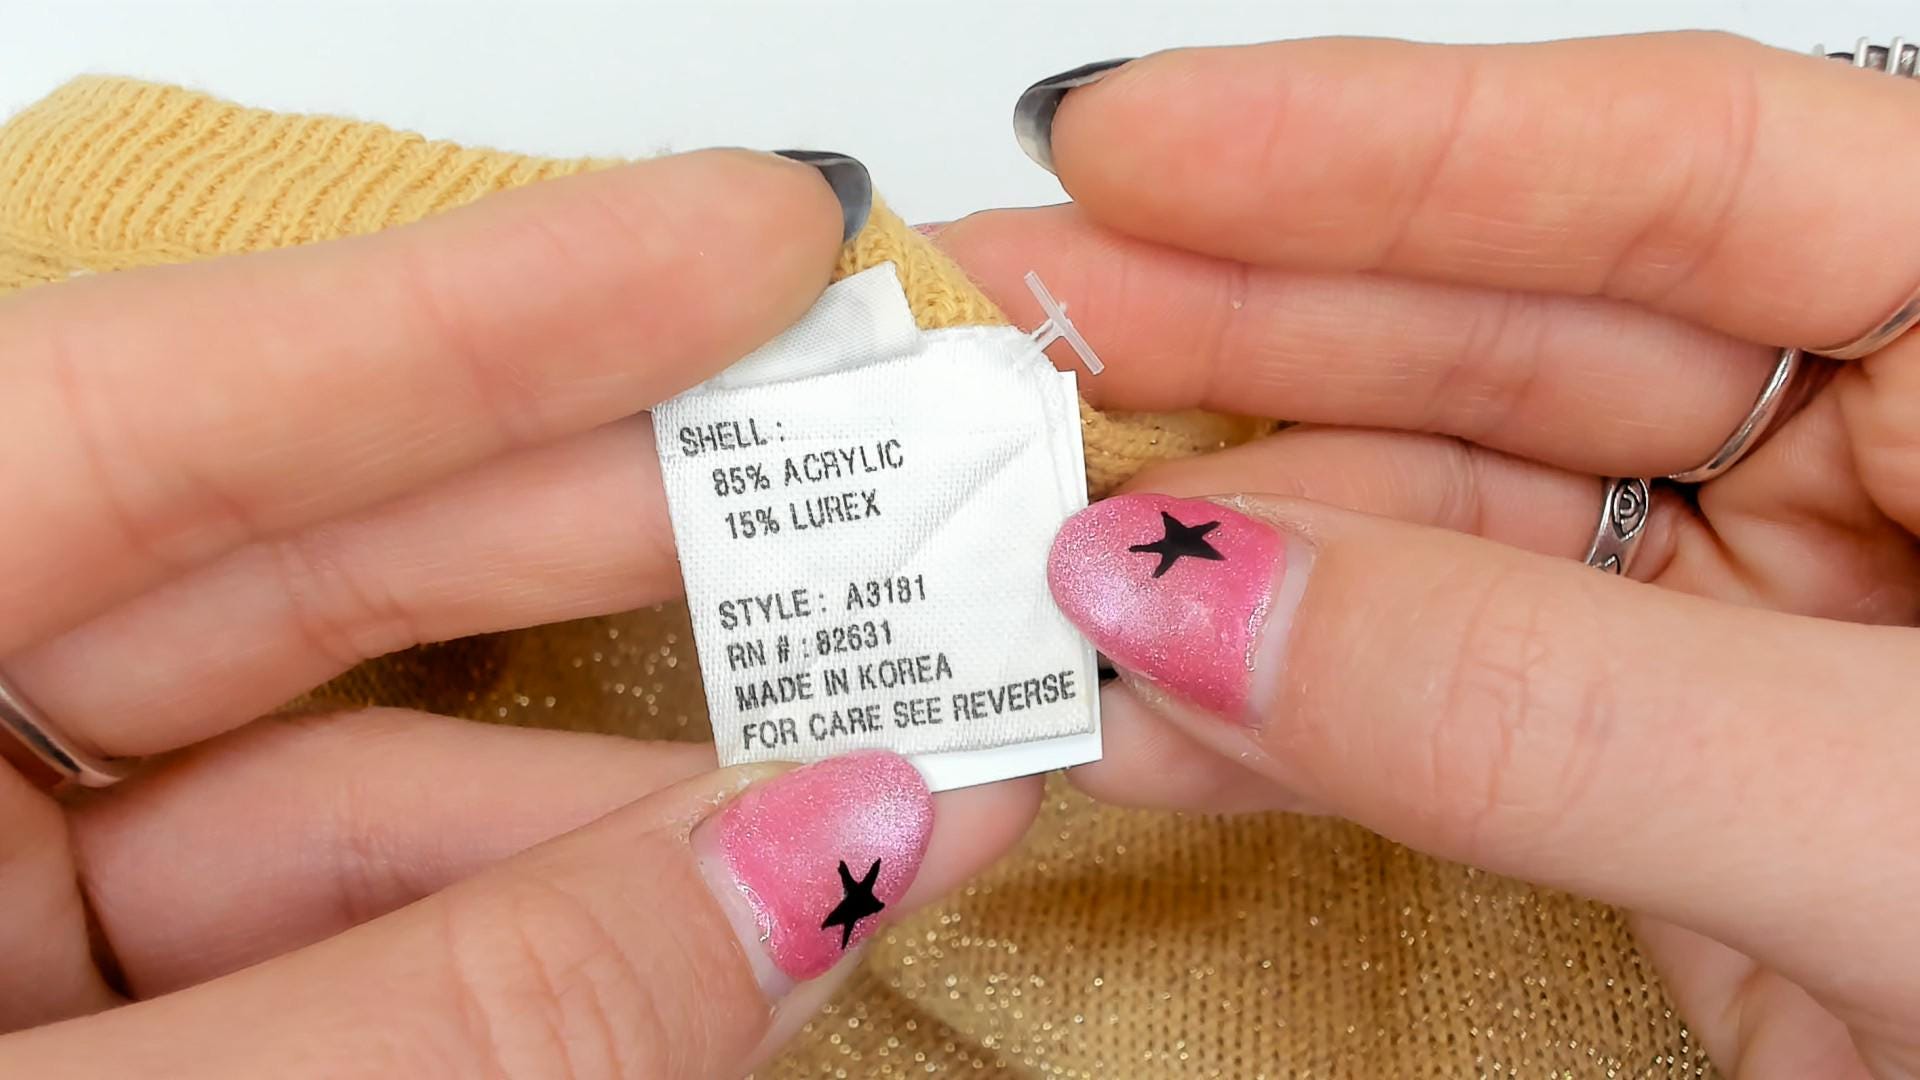 SHELL :
85% ACRYLIC
15% LUREX
STYLE : A3181
RN # : 82631
MADE IN KOREA
FOR CARE SEE REVERSE